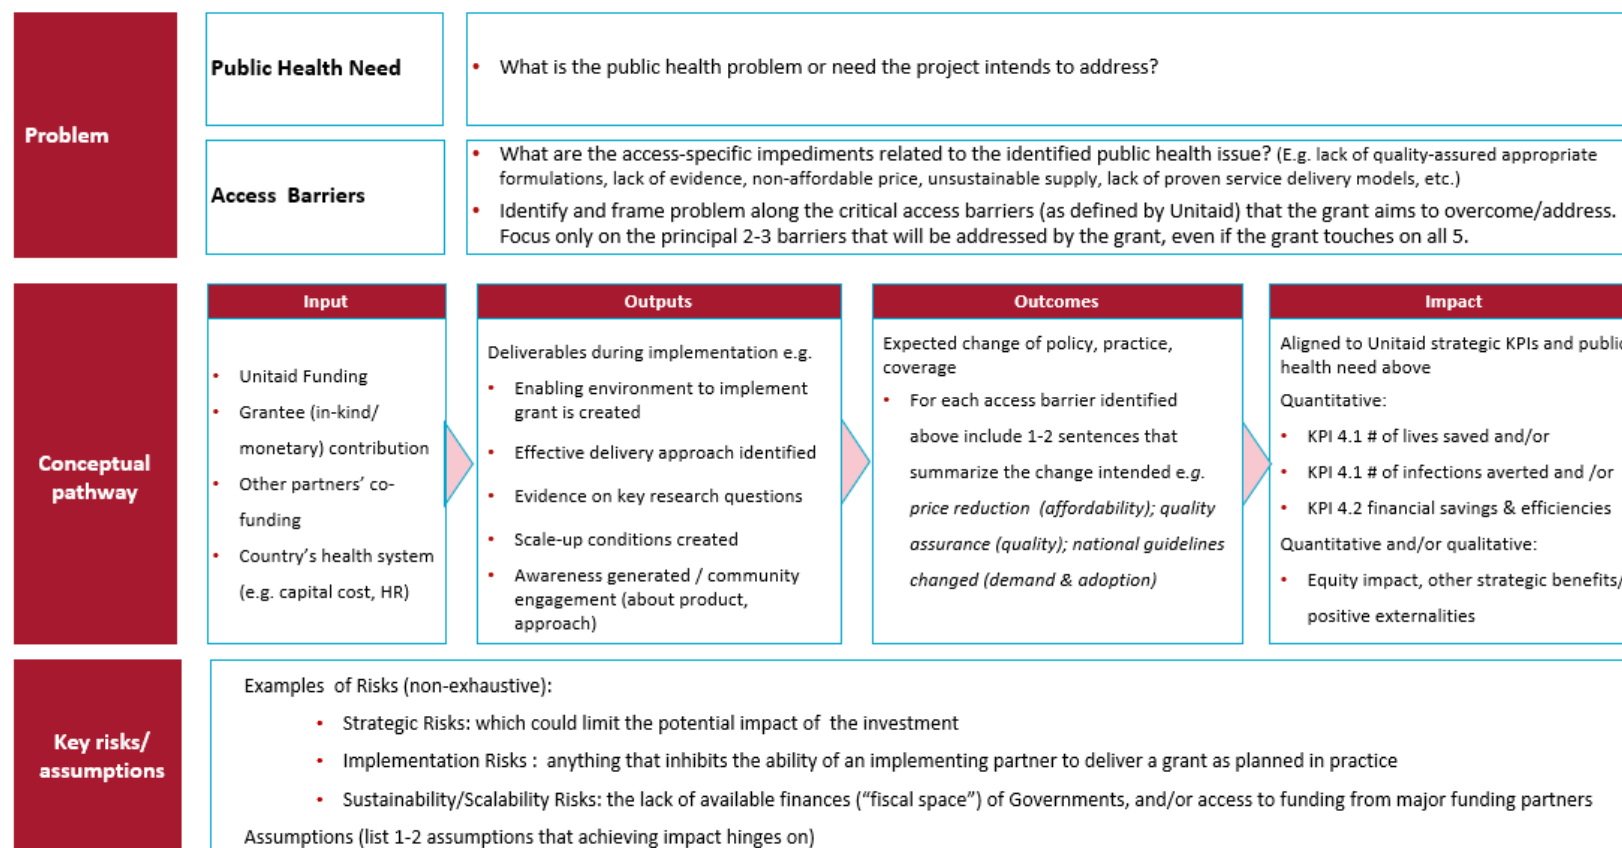 Problem
Public Health Need
• What is the public health problem or need the project intends to address?
Access Barriers
• What are the access-specific impediments related to the identified public health issue? (E.g. lack of quality-assured appropriate
formulations, lack of evidence, non-affordable price, unsustainable supply, lack of proven service delivery models, etc.)
• Identify and frame problem along the critical access barriers (as defined by Unitaid) that the grant aims to overcome/address.
Focus only on the principal 2-3 barriers that will be addressed by the grant, even if the grant touches on all 5.
Conceptual
pathway
Input
• Unitaid Funding
• Grantee (in-kind/
monetary) contribution
• Other partners' co-
funding
• Country's health system
(e.g. capital cost, HR)
Outputs
Deliverables during implementation e.g.
• Enabling environment to implement
grant is created
• Effective delivery approach identified
• Evidence on key research questions
• Scale-up conditions created
• Awareness generated / community
engagement (about product,
approach)
Outcomes
Expected change of policy, practice,
coverage
• For each access barrier identified
above include 1-2 sentences that
summarize the change intended e.g.
price reduction (affordability); quality
assurance (quality); national guidelines
changed (demand & adoption)
Impact
Aligned to Unitaid strategic KPIs and public
health need above
Quantitative:
• KPI 4.1 # of lives saved and/or
• KPI 4.1 # of infections averted and /or
• KPI 4.2 financial savings & efficiencies
Quantitative and/or qualitative:
• Equity impact, other strategic benefits/
positive externalities
Key risks/
assumptions
Examples of Risks (non-exhaustive):
• Strategic Risks: which could limit the potential impact of the investment
• Implementation Risks : anything that inhibits the ability of an implementing partner to deliver a grant as planned in practice
• Sustainability/Scalability Risks: the lack of available finances ("fiscal space") of Governments, and/or access to funding from major funding partners
Assumptions (list 1-2 assumptions that achieving impact hinges on)